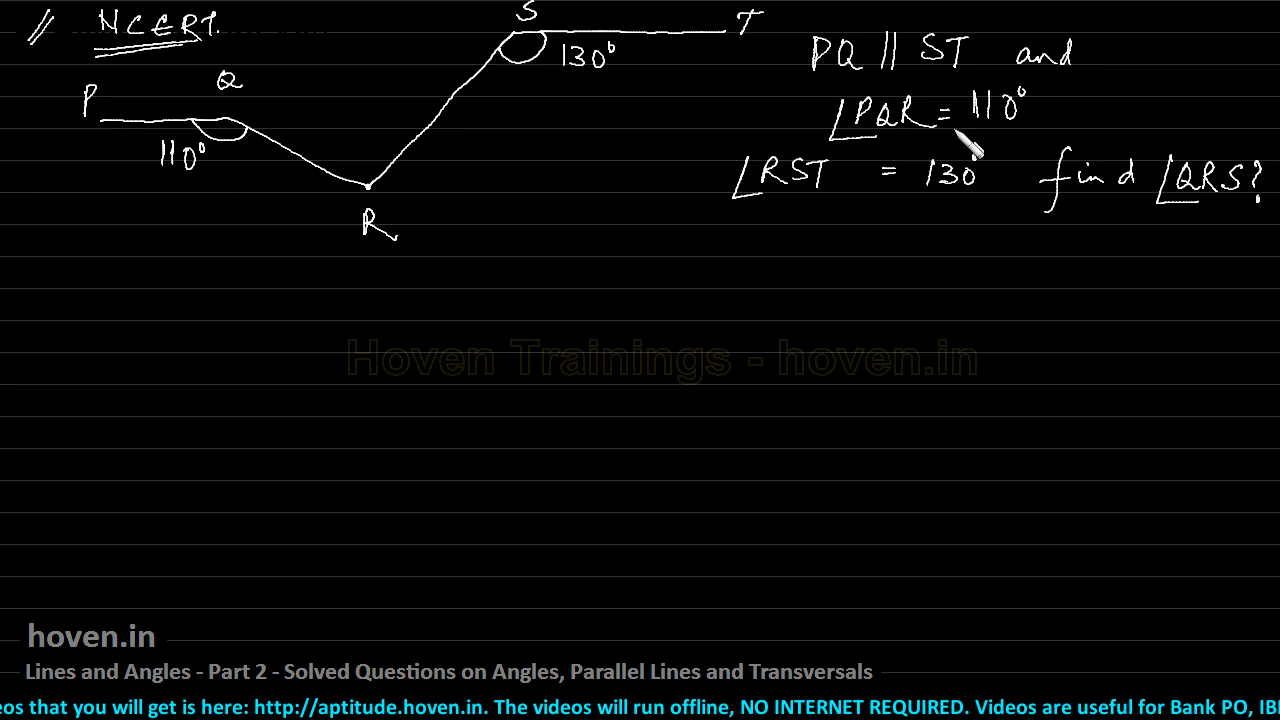 // NCERT.
S
T
130°
PQ || ST and
Q
P
∠PQR = 110°
110°
∠RST = 130° find ∠QRS?
R
Hoven Trainings - hoven.in
hoven.in
Lines and Angles - Part 2 - Solved Questions on Angles, Parallel Lines and Transversals
eos that you will get is here: http://aptitude.hoven.in. The videos will run offline, NO INTERNET REQUIRED. Videos are useful for Bank PO, IB